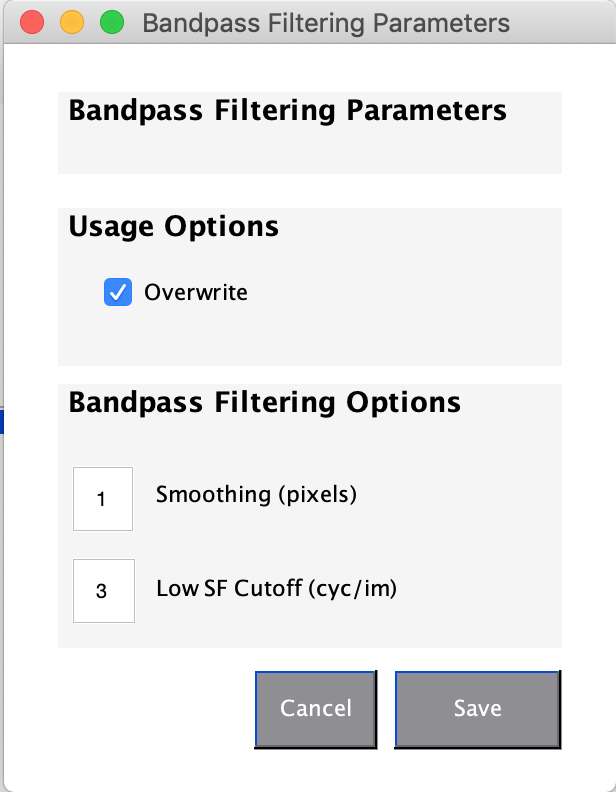 Bandpass Filtering Parameters
Bandpass Filtering Parameters
Usage Options
Overwrite
Bandpass Filtering Options
1 Smoothing (pixels)
3 Low SF Cutoff (cyc/im)
Cancel Save